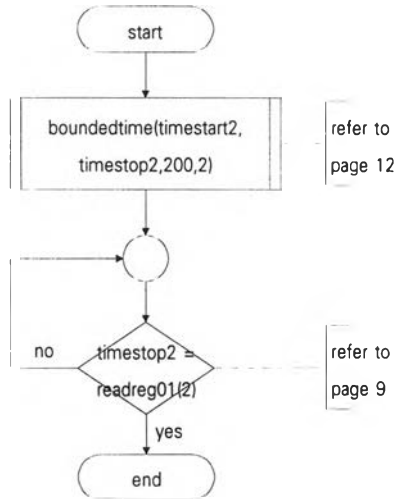 start
boundedtime(timestart2,
timestop2,200,2)
refer to
page 12
no
timestop2 =
readreg01(2)
refer to
page 9
yes
end